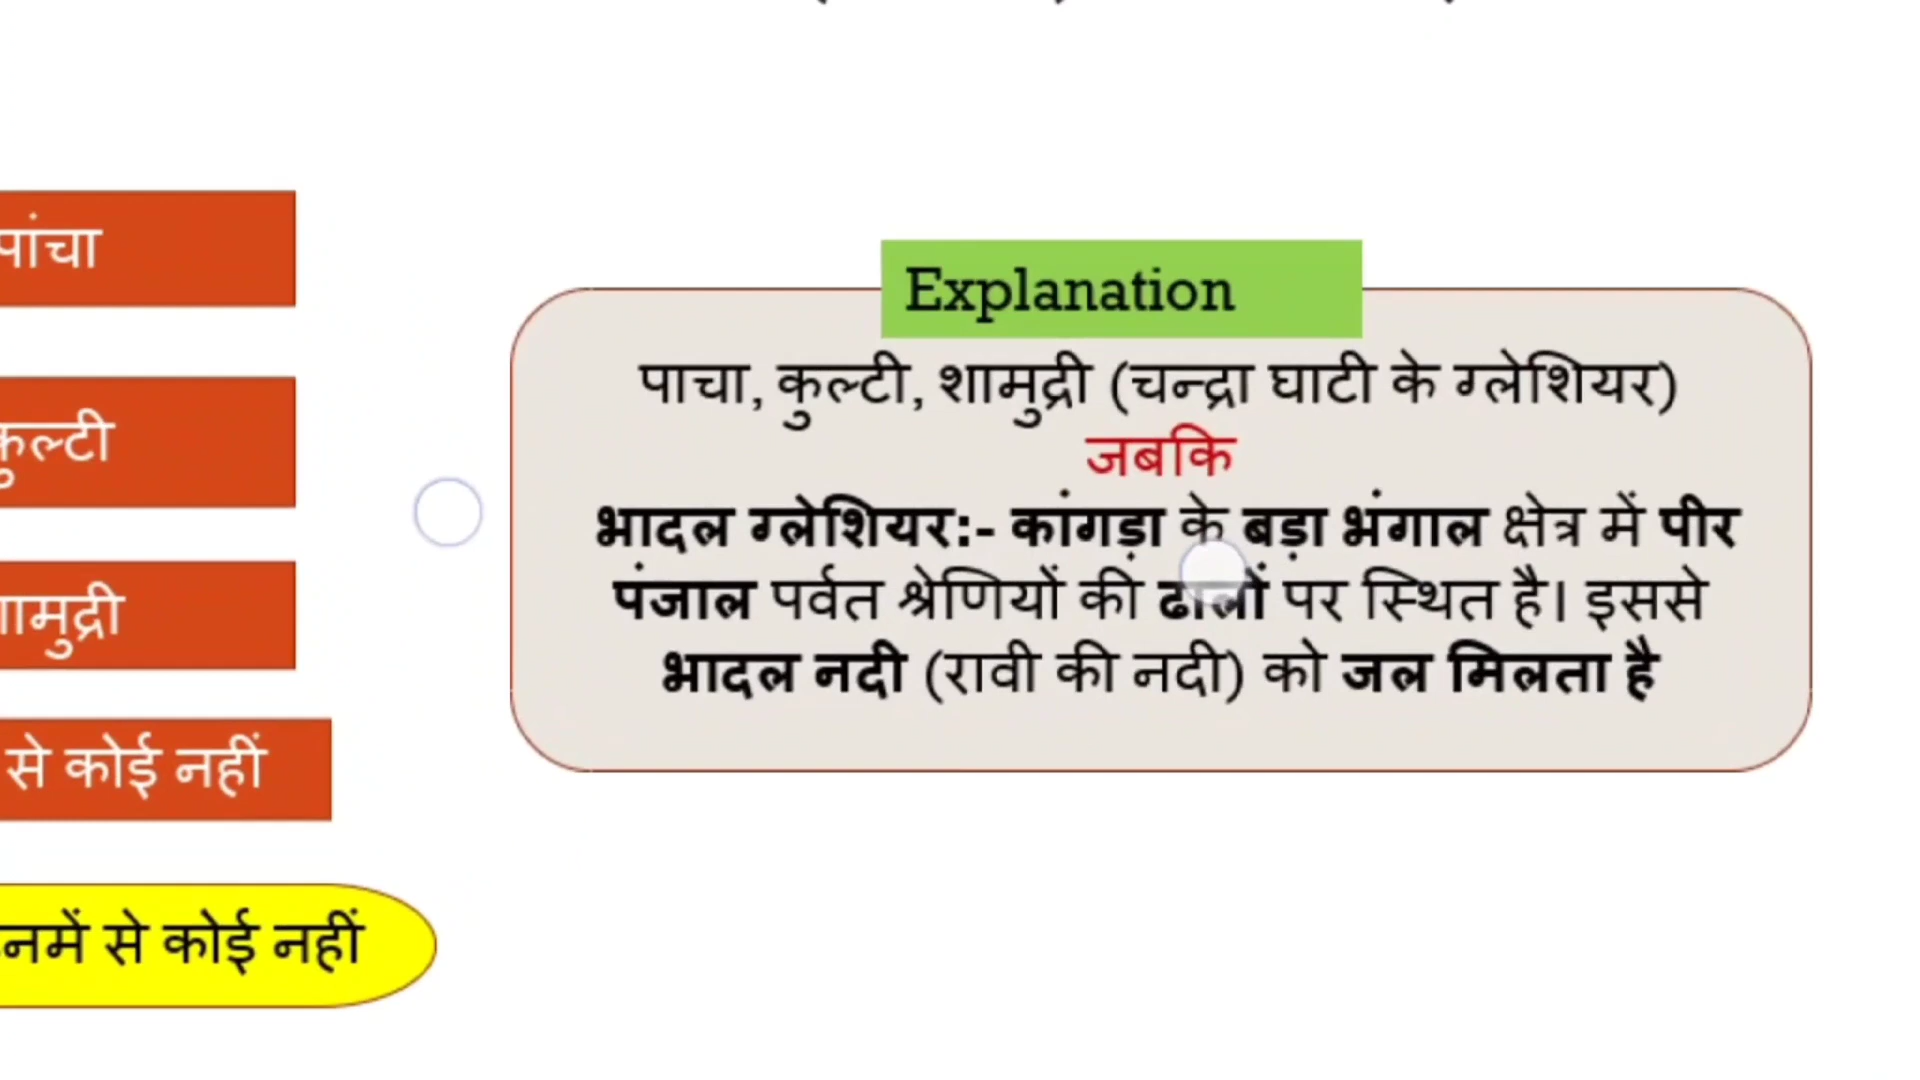 पांचा
कुल्टी
से कोई नहीं
से कोई नहीं
Explanation
पाचा, कुल्टी, शामुद्री (चन्द्रा घाटी के ग्लेशियर)
जबकि
भादल ग्लेशियर:- कांगड़ा के बड़ा भंगाल क्षेत्र में पीर
पंजाल पर्वत श्रेणियों की ढालों पर स्थित है। इससे
भादल नदी (रावी की नदी) को जल मिलता है